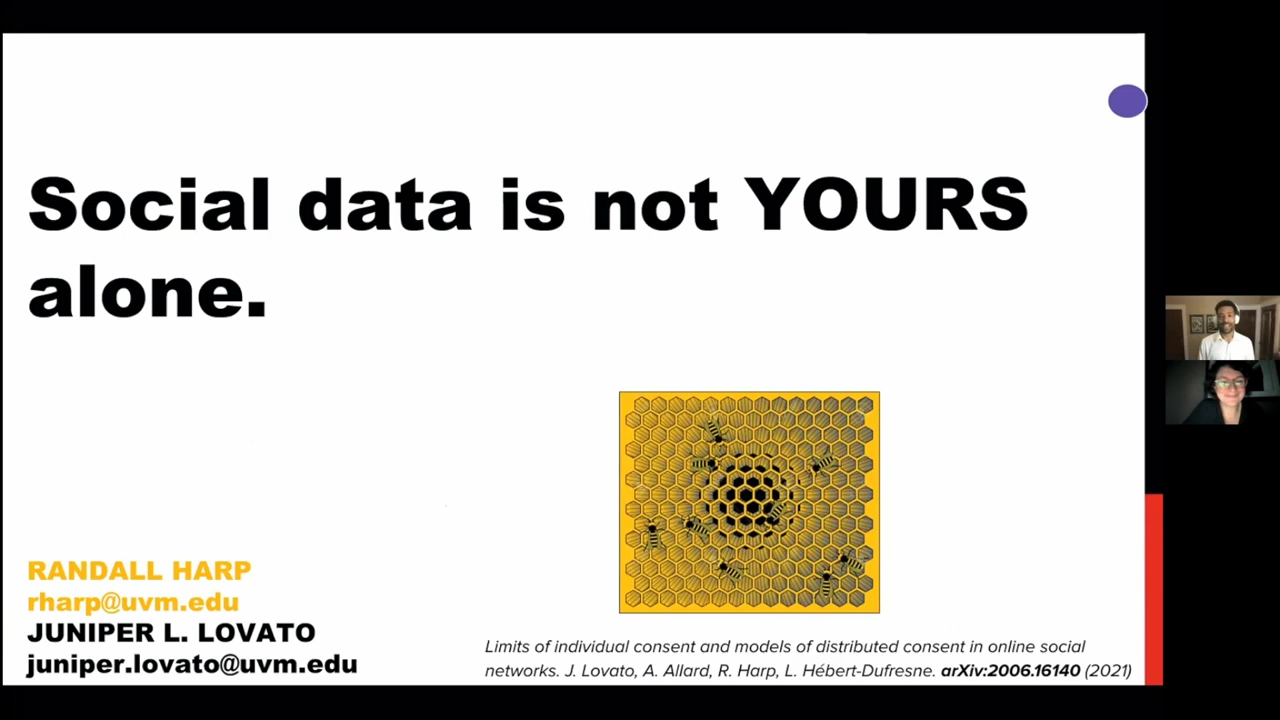 Social data is not YOURS
alone.
RANDALL HARP
rharp@uvm.edu
JUNIPER L. LOVATO
juniper.lovato@uvm.edu
Limits of individual consent and models of distributed consent in online social
networks. J. Lovato, A. Allard, R. Harp, L. Hébert-Dufresne. arXiv:2006.16140 (2021)